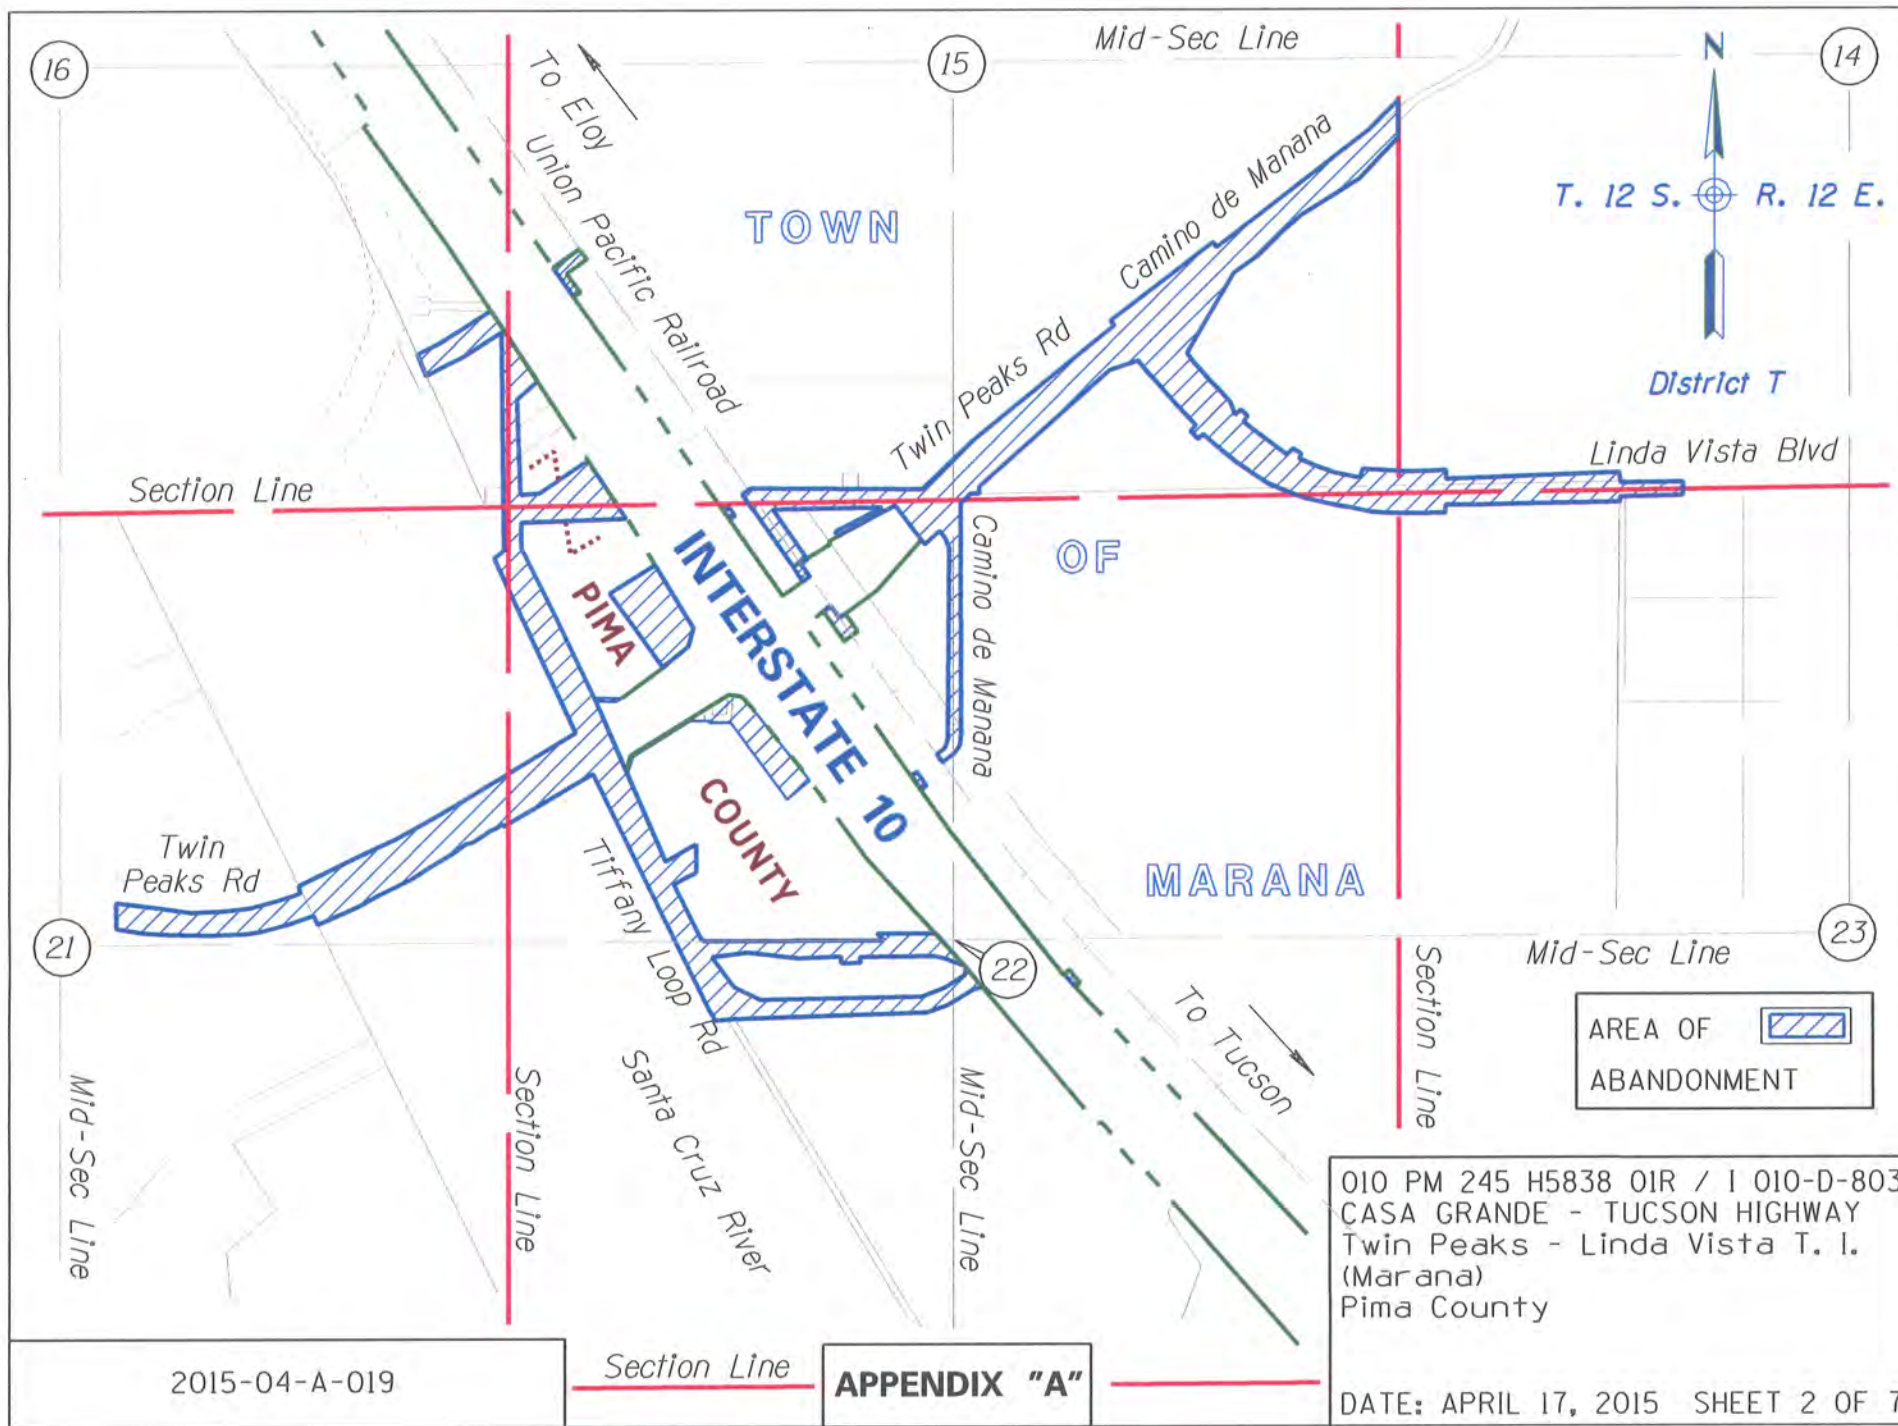 16
15
14
Mid-Sec Line
N
To Eloy
Union Pacific Railroad
TOWN
Camino de Manana
T. 12 S. R. 12 E.
District T
Twin Peaks Rd
Linda Vista Blvd
Section Line
INTERSTATE 10
OF
Camino de Manana
PIMA
COUNTY
MARANA
Twin
Peaks Rd
Tiffany Loop Rd
21
22
23
Mid-Sec Line
Section Line
To Tucson
AREA OF
ABANDONMENT
Mid-Sec Line
Section Line
Santa Cruz River
Mid-Sec Line
010 PM 245 H5838 01R / I 010-D-803
CASA GRANDE - TUCSON HIGHWAY
Twin Peaks - Linda Vista T. I.
(Marana)
Pima County
DATE: APRIL 17, 2015 SHEET 2 OF 7
2015-04-A-019
Section Line
APPENDIX "A"